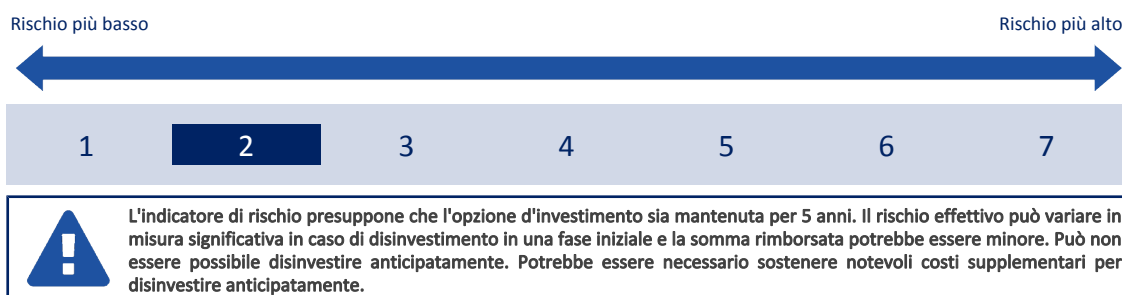 Rischio più basso Rischio più alto
1 2 3 4 5 6 7
L'indicatore di rischio presuppone che l'opzione d'investimento sia mantenuta per 5 anni. Il rischio effettivo può variare in
misura significativa in caso di disinvestimento in una fase iniziale e la somma rimborsata potrebbe essere minore. Può non
essere possibile disinvestire anticipatamente. Potrebbe essere necessario sostenere notevoli costi supplementari per
disinvestire anticipatamente.